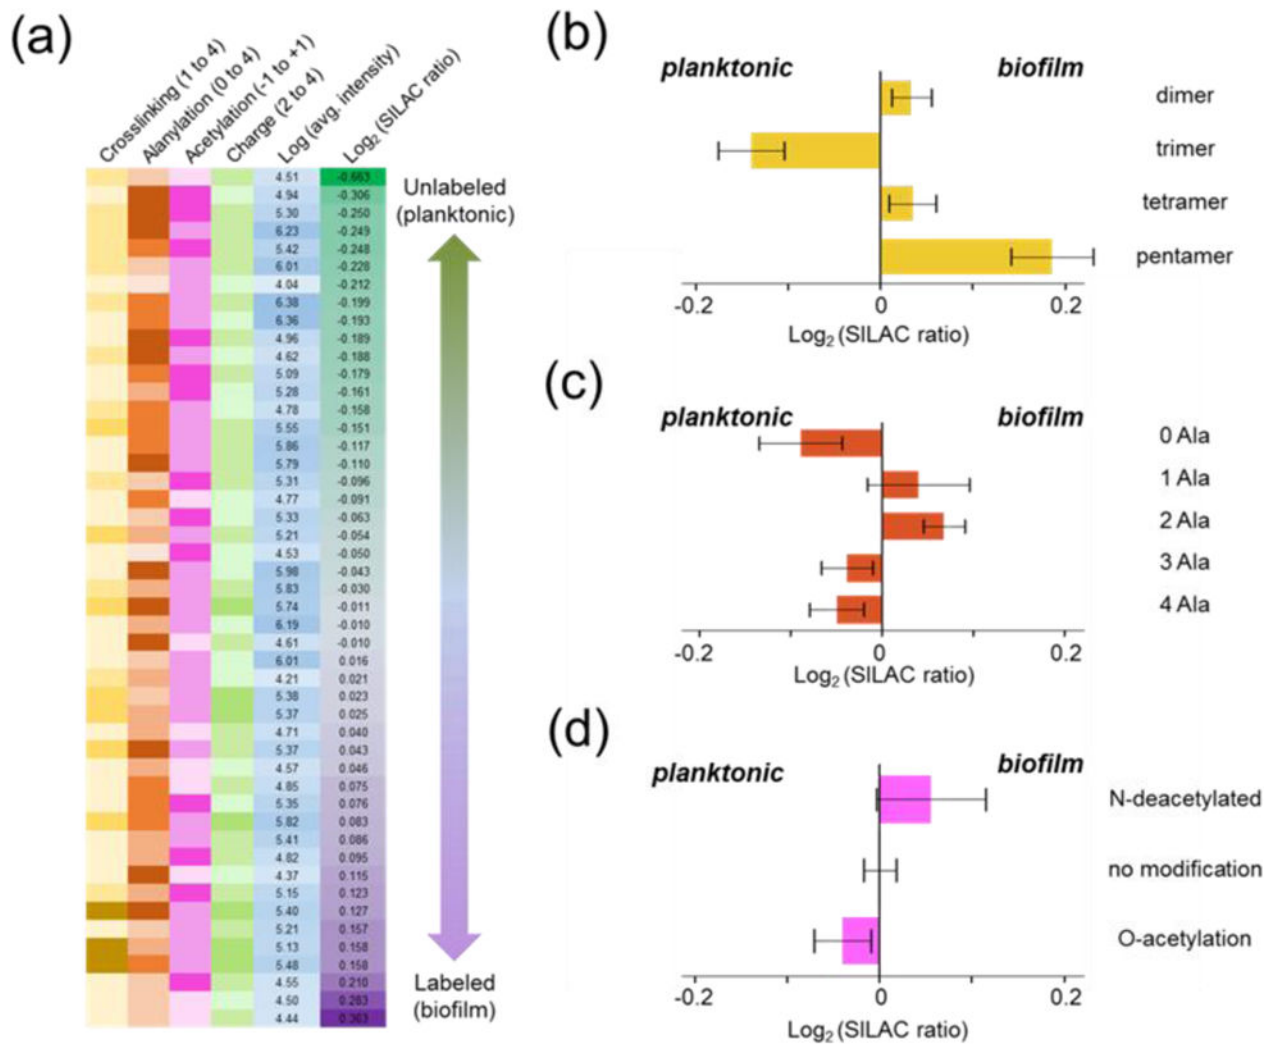 (a)
Crosslinking (1 to 4)
Alanylation (0 to 4)
Acetylation (-1 to +1)
Charge (2 to 4)
Log (avg. intensity)
Log₂ (SILAC ratio)
4.51 -0.663
4.94 -0.306
5.30 -0.250
6.23 -0.249
5.42 -0.248
6.01 -0.228
4.04 -0.212
6.38 -0.199
6.36 -0.193
4.96 -0.189
4.62 -0.188
5.09 -0.179
5.28 -0.161
4.78 -0.158
5.55 -0.151
5.86 -0.117
5.79 -0.110
5.31 -0.096
4.77 -0.091
5.33 -0.063
5.21 -0.054
4.53 -0.050
5.98 -0.043
5.83 -0.030
5.74 -0.011
6.19 -0.010
4.61 -0.010
6.01 0.016
4.21 0.021
5.38 0.023
5.37 0.025
4.71 0.040
5.37 0.043
4.57 0.046
4.85 0.075
5.35 0.076
5.82 0.083
5.41 0.086
4.82 0.095
4.37 0.115
5.15 0.123
5.40 0.127
5.21 0.157
5.13 0.158
5.48 0.158
4.55 0.210
4.50 0.283
4.44 0.363
Unlabeled
(planktonic)
Labeled
(biofilm)
(b)
planktonic biofilm
dimer
trimer
tetramer
pentamer
-0.2 0 0.2
Log₂ (SILAC ratio)
(c)
planktonic biofilm
0 Ala
1 Ala
2 Ala
3 Ala
4 Ala
-0.2 0 0.2
Log₂ (SILAC ratio)
(d)
planktonic biofilm
N-deacetylated
no modification
O-acetylation
-0.2 0 0.2
Log₂ (SILAC ratio)